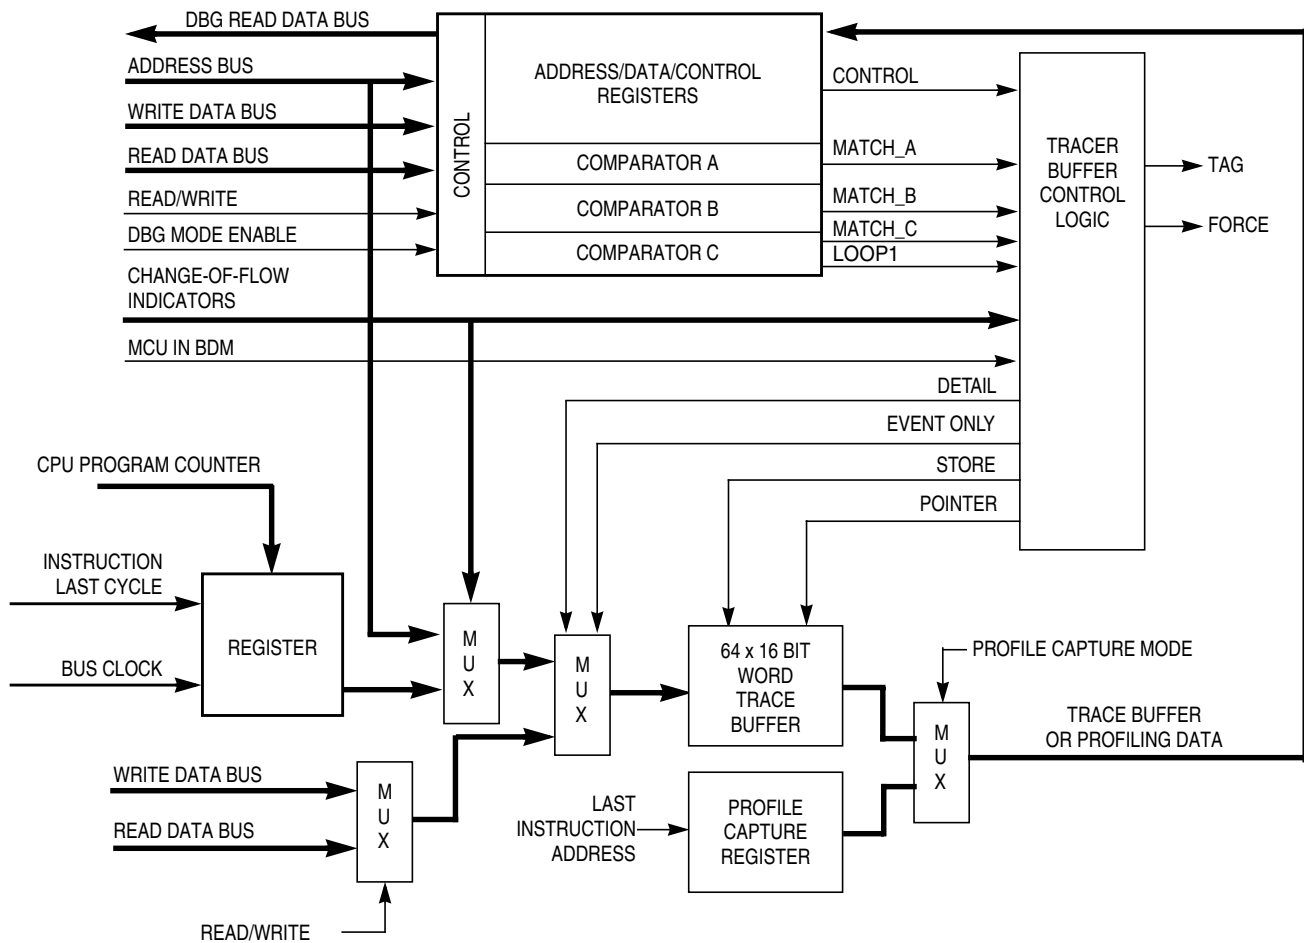 DBG READ DATA BUS
ADDRESS BUS
WRITE DATA BUS
READ DATA BUS
READ/WRITE
DBG MODE ENABLE
CHANGE-OF-FLOW
INDICATORS
MCU IN BDM
CONTROL
ADDRESS/DATA/CONTROL
REGISTERS
COMPARATOR A
COMPARATOR B
COMPARATOR C
CONTROL
MATCH_A
MATCH_B
MATCH_C
LOOP1
TRACER
BUFFER
CONTROL
LOGIC
TAG
FORCE
DETAIL
EVENT ONLY
STORE
POINTER
CPU PROGRAM COUNTER
INSTRUCTION
LAST CYCLE
BUS CLOCK
REGISTER
M
U
X
M
U
X
64 x 16 BIT
WORD
TRACE
BUFFER
PROFILE CAPTURE MODE
M
U
X
TRACE BUFFER
OR PROFILING DATA
WRITE DATA BUS
READ DATA BUS
M
U
X
READ/WRITE
LAST
INSTRUCTION
ADDRESS
PROFILE
CAPTURE
REGISTER